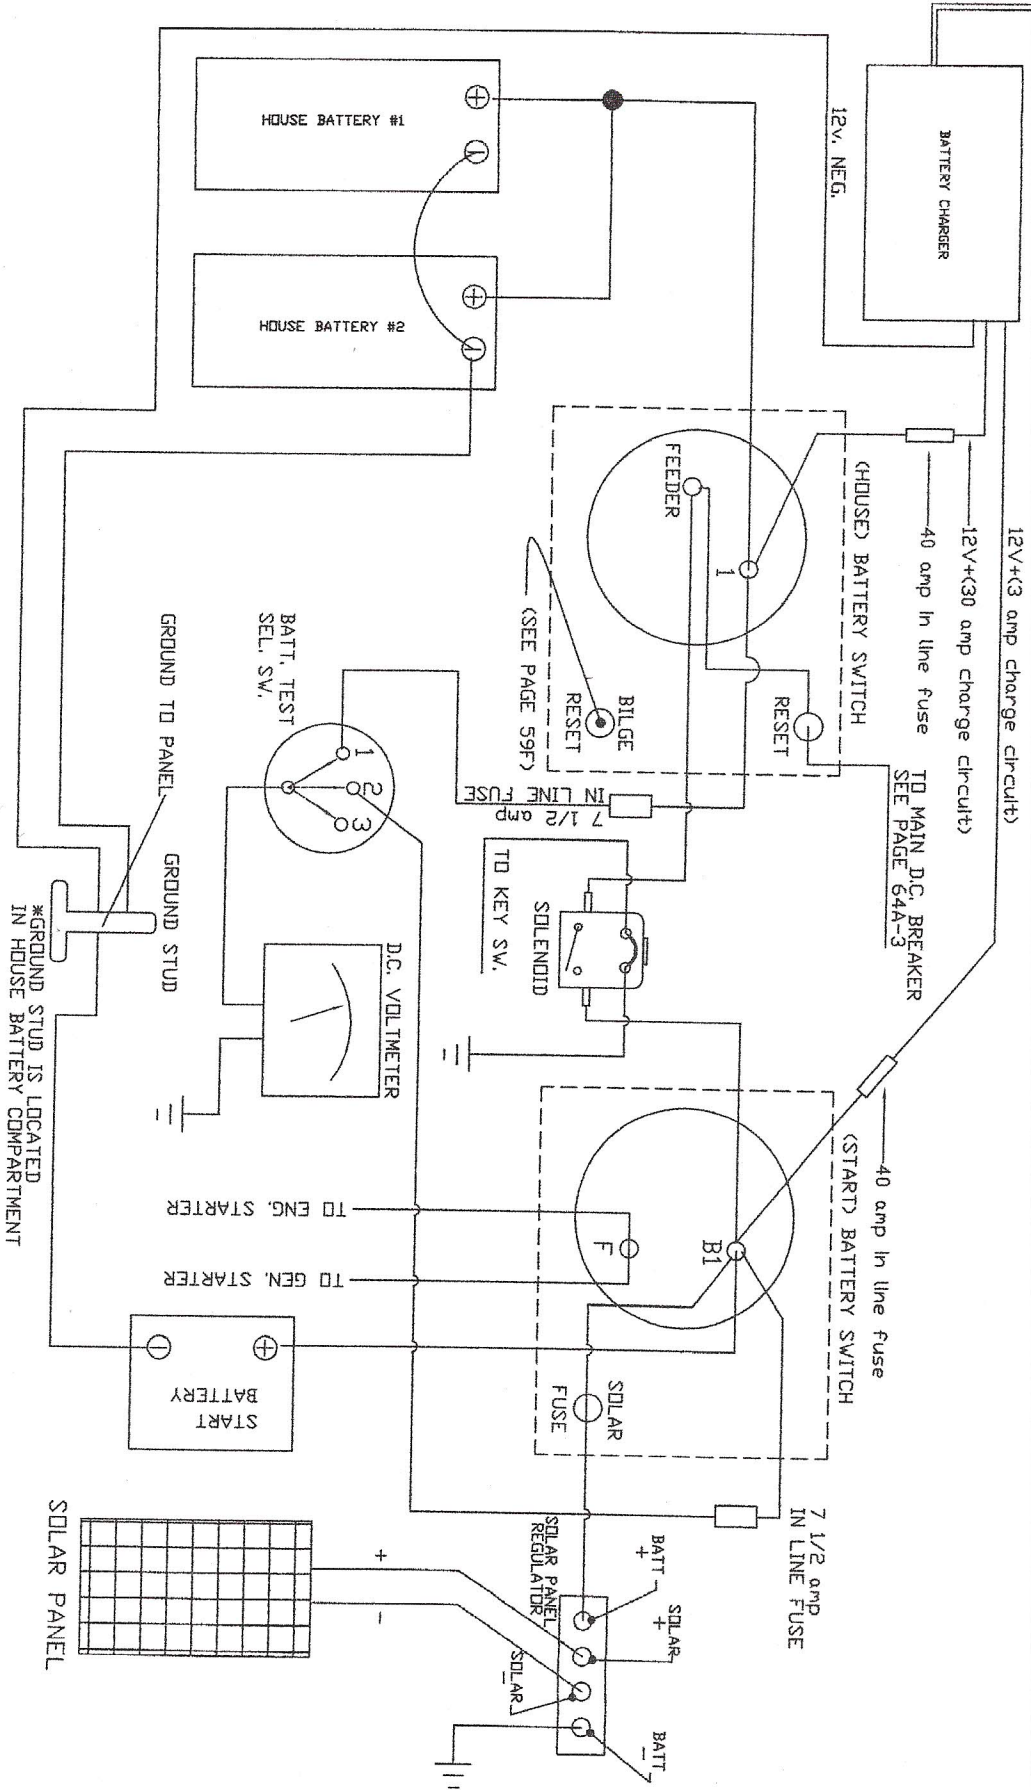 BATTERY CHARGER
12v. NEG.
12V+(3 amp charge circuit)
12V+(30 amp charge circuit)
40 amp in line fuse
HOUSE BATTERY #1
+
-
HOUSE BATTERY #2
+
-
(HOUSE) BATTERY SWITCH
FEEDER
1
RESET
BILGE
RESET
(SEE PAGE 59F)
TO MAIN D.C. BREAKER
SEE PAGE 64A-3
7 1/2 amp
IN LINE FUSE
BATT. TEST
SEL. SW.
1
2
3
TO KEY SW.
SOLENOID
D.C. VOLTMETER
GROUND TO PANEL
GROUND STUD
*GROUND STUD IS LOCATED
IN HOUSE BATTERY COMPARTMENT
40 amp in line fuse
(START) BATTERY SWITCH
B1
F
TO ENG. STARTER
TO GEN. STARTER
SOLAR
FUSE
START
BATTERY
+
-
7 1/2 amp
IN LINE FUSE
SOLAR PANEL
REGULATOR
BATT
+
SOLAR
+
SOLAR
-
BATT
-
+
-
SOLAR PANEL